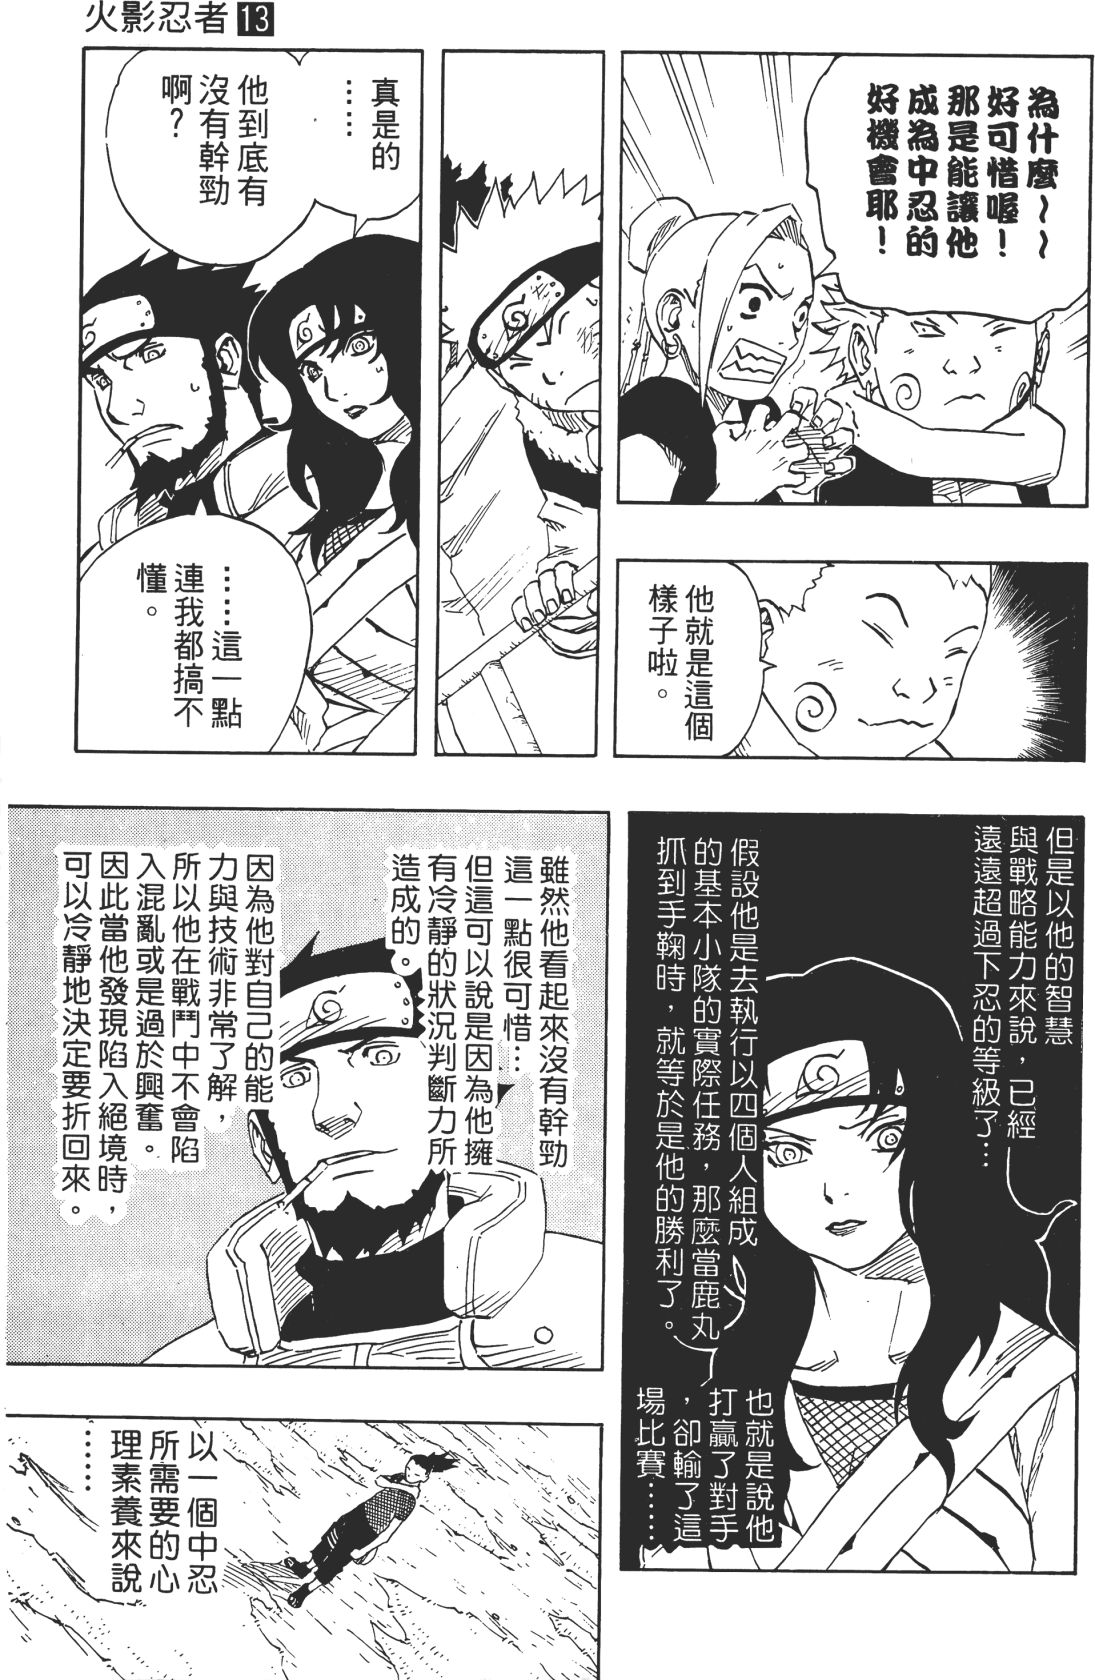 火影忍者 13
為什麼～～
好可惜喔！
那是能讓他
成為中忍的
好機會耶！
他就是這個
樣子啦。
真是的
……
他到底有
沒有幹勁
啊？
……這一點
連我都搞不
懂。
但是以他的智慧
與戰略能力來說，已經
遠遠超過下忍的等級了…
假設他是去執行以四個人組成
的基本小隊的實際任務，那麼當鹿丸
抓到手鞠時，就等於是他的勝利了。
也就是說他
打贏了對手
，卻輸了這
場比賽……
雖然他看起來沒有幹勁
這一點很可惜…
但這可以說是因為他擁
有冷靜的狀況判斷力所
造成的。
因為他對自己的能
力與技術非常了解，
所以他在戰鬥中不會陷
入混亂或是過於興奮。
因此當他發現陷入絕境時，
可以冷靜地決定要折回來。
以一個中忍
所需要的心
理素養來說
……